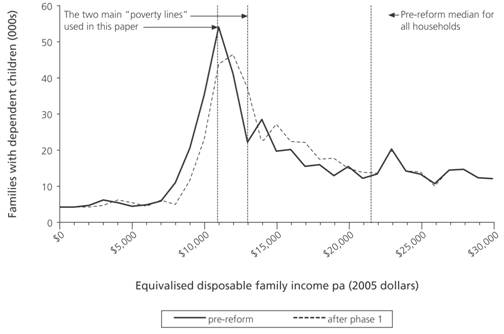 60
50
40
30
20
10
0
Families with dependent children (000s)
The two main "poverty lines"
used in this paper
Pre-reform median for
all households
$0
$5,000
$10,000
$15,000
$20,000
$25,000
$30,000
Equivalised disposable family income pa (2005 dollars)
pre-reform
after phase 1